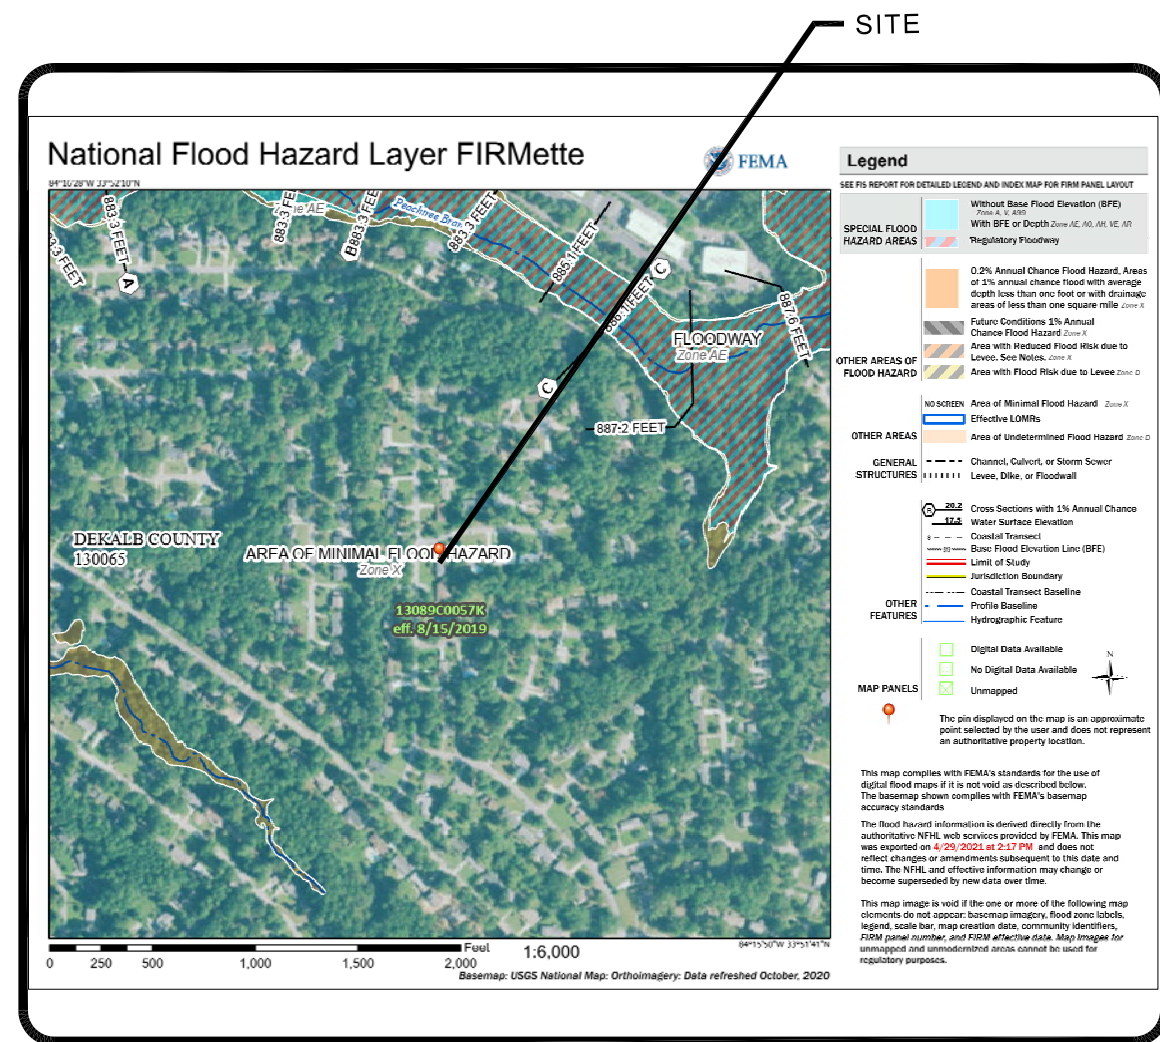 SITE
National Flood Hazard Layer FIRMette
FEMA
84°16'28"W 33°52'10"N
883.3 FEET
A
883.3 FEET
B
Zone AE
Peachtree Bran
883.3 FEET
885.1 FEET
C
FEET
C
887.6 FEET
FLOODWAY
Zone AE
887.2 FEET
DEKALB COUNTY
130065
AREA OF MINIMAL FLOOD HAZARD
Zone X
13089C0057K
eff. 8/15/2019
84°15'50"W 33°51'41"N
Feet
1:6,000
0 250 500 1,000 1,500 2,000
Basemap: USGS National Map: Orthoimagery: Data refreshed October, 2020
Legend
SEE FIS REPORT FOR DETAILED LEGEND AND INDEX MAP FOR FIRM PANEL LAYOUT
SPECIAL FLOOD
HAZARD AREAS
Without Base Flood Elevation (BFE)
Zone A, V, A99
With BFE or Depth Zone AE, AO, AH, VE, AR
Regulatory Floodway
OTHER AREAS OF
FLOOD HAZARD
0.2% Annual Chance Flood Hazard, Areas
of 1% annual chance flood with average
depth less than one foot or with drainage
areas of less than one square mile Zone X
Future Conditions 1% Annual
Chance Flood Hazard Zone X
Area with Reduced Flood Risk due to
Levee. See Notes. Zone X
Area with Flood Risk due to Levee Zone D
OTHER AREAS
NO SCREEN Area of Minimal Flood Hazard Zone X
Effective LOMRs
Area of Undetermined Flood Hazard Zone D
GENERAL
STRUCTURES
Channel, Culvert, or Storm Sewer
Levee, Dike, or Floodwall
OTHER
FEATURES
B 20.2 Cross Sections with 1% Annual Chance
17.5 Water Surface Elevation
8 Coastal Transect
Base Flood Elevation Line (BFE)
Limit of Study
Jurisdiction Boundary
Coastal Transect Baseline
Profile Baseline
Hydrographic Feature
MAP PANELS
Digital Data Available
No Digital Data Available
Unmapped
N
The pin displayed on the map is an approximate
point selected by the user and does not represent
an authoritative property location.
This map complies with FEMA's standards for the use of
digital flood maps if it is not void as described below.
The basemap shown complies with FEMA's basemap
accuracy standards
The flood hazard information is derived directly from the
authoritative NFHL web services provided by FEMA. This map
was exported on 4/29/2021 at 2:17 PM and does not
reflect changes or amendments subsequent to this date and
time. The NFHL and effective information may change or
become superseded by new data over time.
This map image is void if the one or more of the following map
elements do not appear: basemap imagery, flood zone labels,
legend, scale bar, map creation date, community identifiers,
FIRM panel number, and FIRM effective date. Map images for
unmapped and unmodernized areas cannot be used for
regulatory purposes.